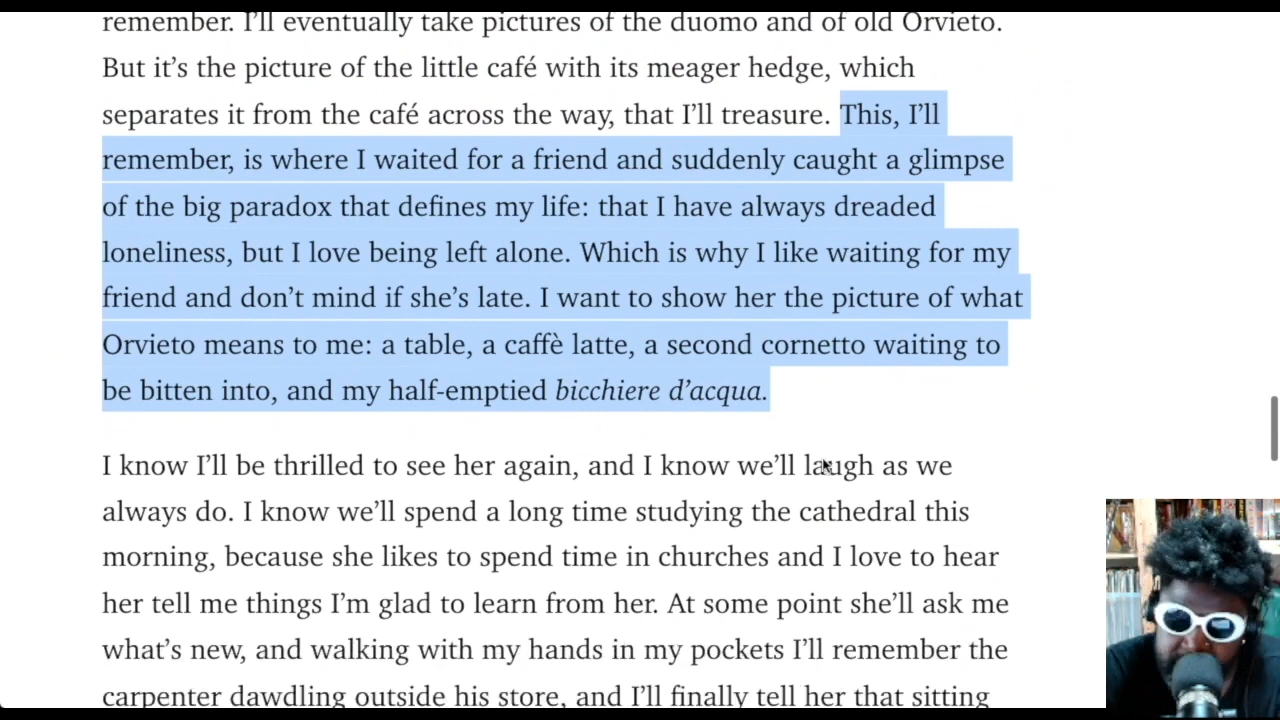 remember. I’ll eventually take pictures of the duomo and of old Orvieto.
But it’s the picture of the little café with its meager hedge, which
separates it from the café across the way, that I’ll treasure. This, I’ll
remember, is where I waited for a friend and suddenly caught a glimpse
of the big paradox that defines my life: that I have always dreaded
loneliness, but I love being left alone. Which is why I like waiting for my
friend and don’t mind if she’s late. I want to show her the picture of what
Orvieto means to me: a table, a caffè latte, a second cornetto waiting to
be bitten into, and my half-emptied bicchiere d’acqua.
I know I’ll be thrilled to see her again, and I know we’ll laugh as we
always do. I know we’ll spend a long time studying the cathedral this
morning, because she likes to spend time in churches and I love to hear
her tell me things I’m glad to learn from her. At some point she’ll ask me
what’s new, and walking with my hands in my pockets I’ll remember the
carpenter dawdling outside his store, and I’ll finally tell her that sitting